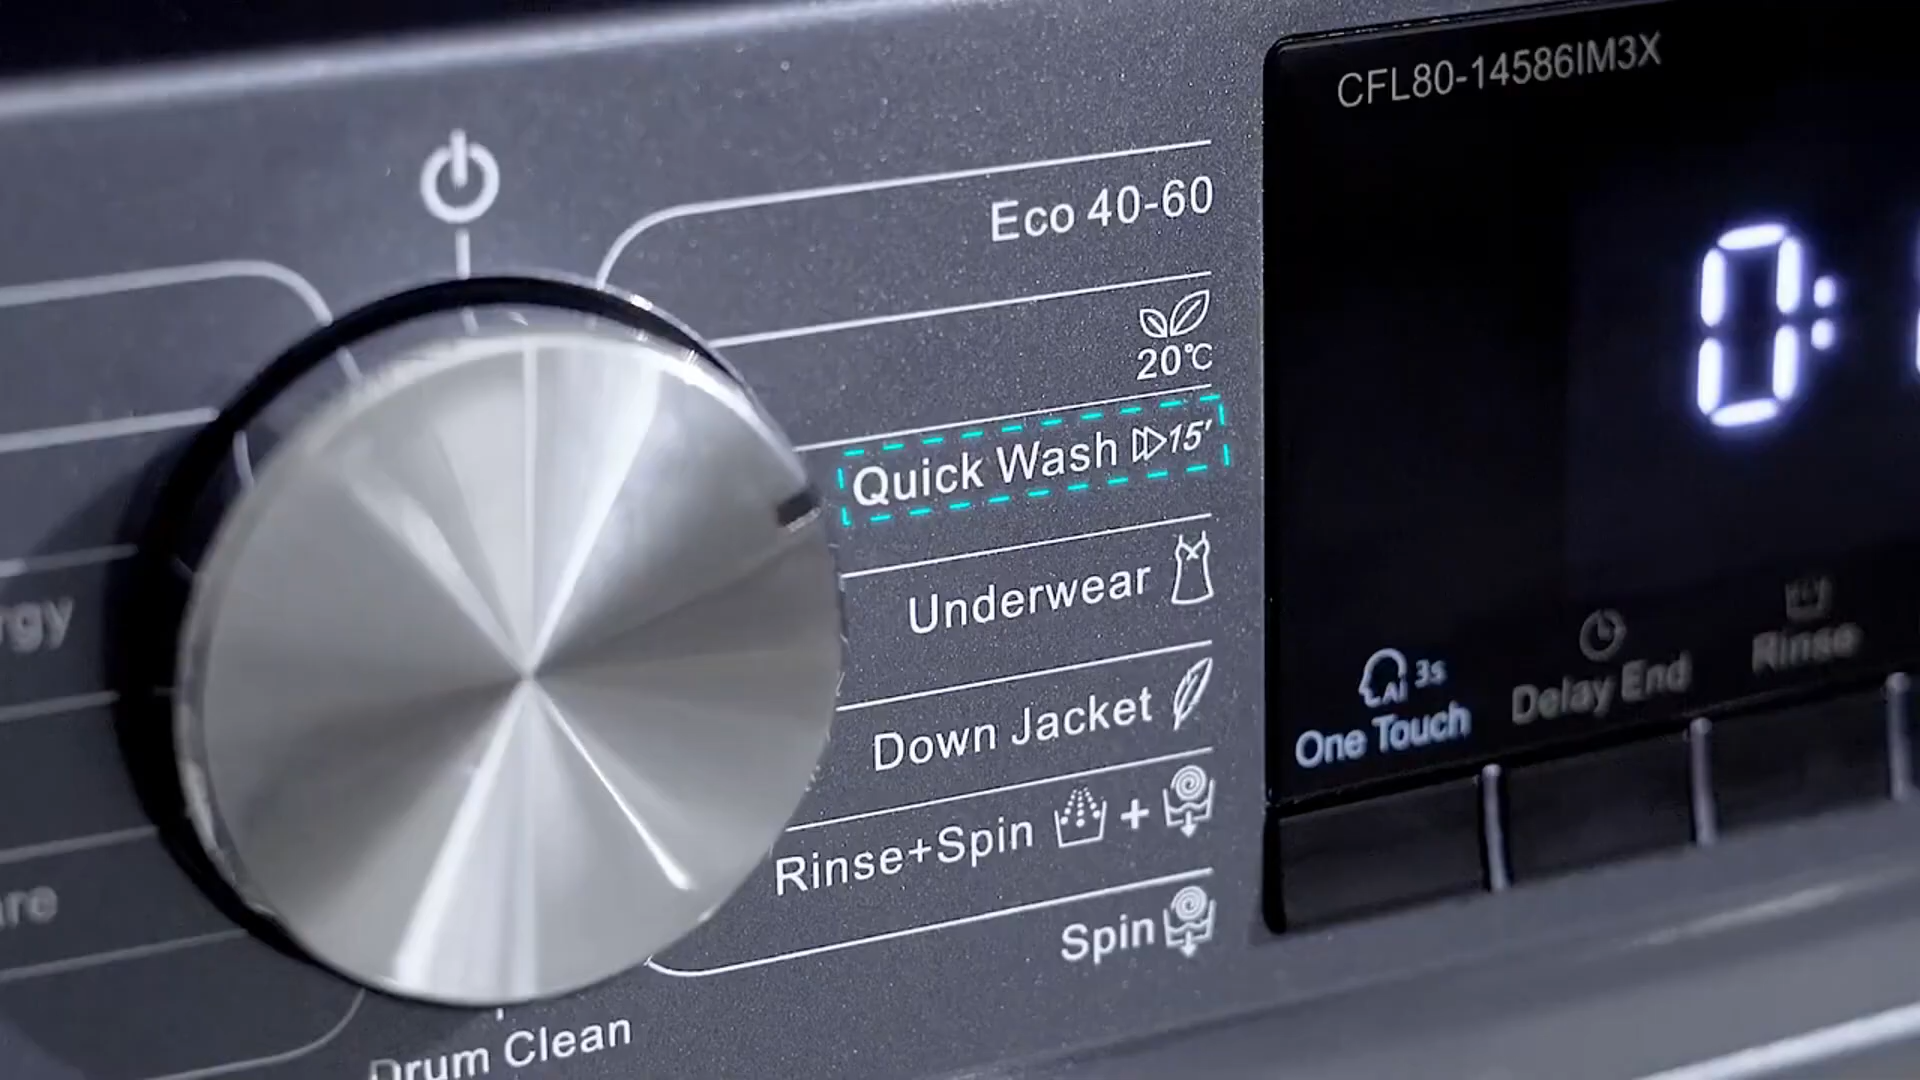 CFL80-14586IM3X
Eco 40-60
20℃
Quick Wash 15'
Underwear
Down Jacket
Rinse+Spin +
Spin
Drum Clean
0:
AI 3s
One Touch
Delay End
Rinse